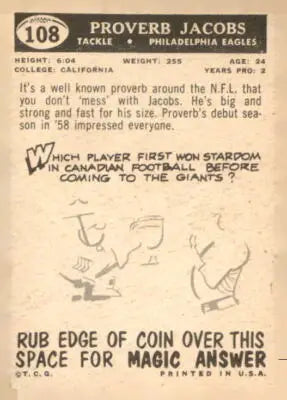 108
PROVERB JACOBS
TACKLE • PHILADELPHIA EAGLES
HEIGHT: 6:04 WEIGHT: 255 AGE: 24
COLLEGE: CALIFORNIA YEARS PRO: 2
It's a well known proverb around the N.F.L. that
you don't 'mess' with Jacobs. He's big and
strong and fast for his size. Proverb's debut sea-
son in '58 impressed everyone.
WHICH PLAYER FIRST WON STARDOM
IN CANADIAN FOOTBALL BEFORE
COMING TO THE GIANTS?
RUB EDGE OF COIN OVER THIS
SPACE FOR MAGIC ANSWER
©T.C.G. PRINTED IN U.S.A.